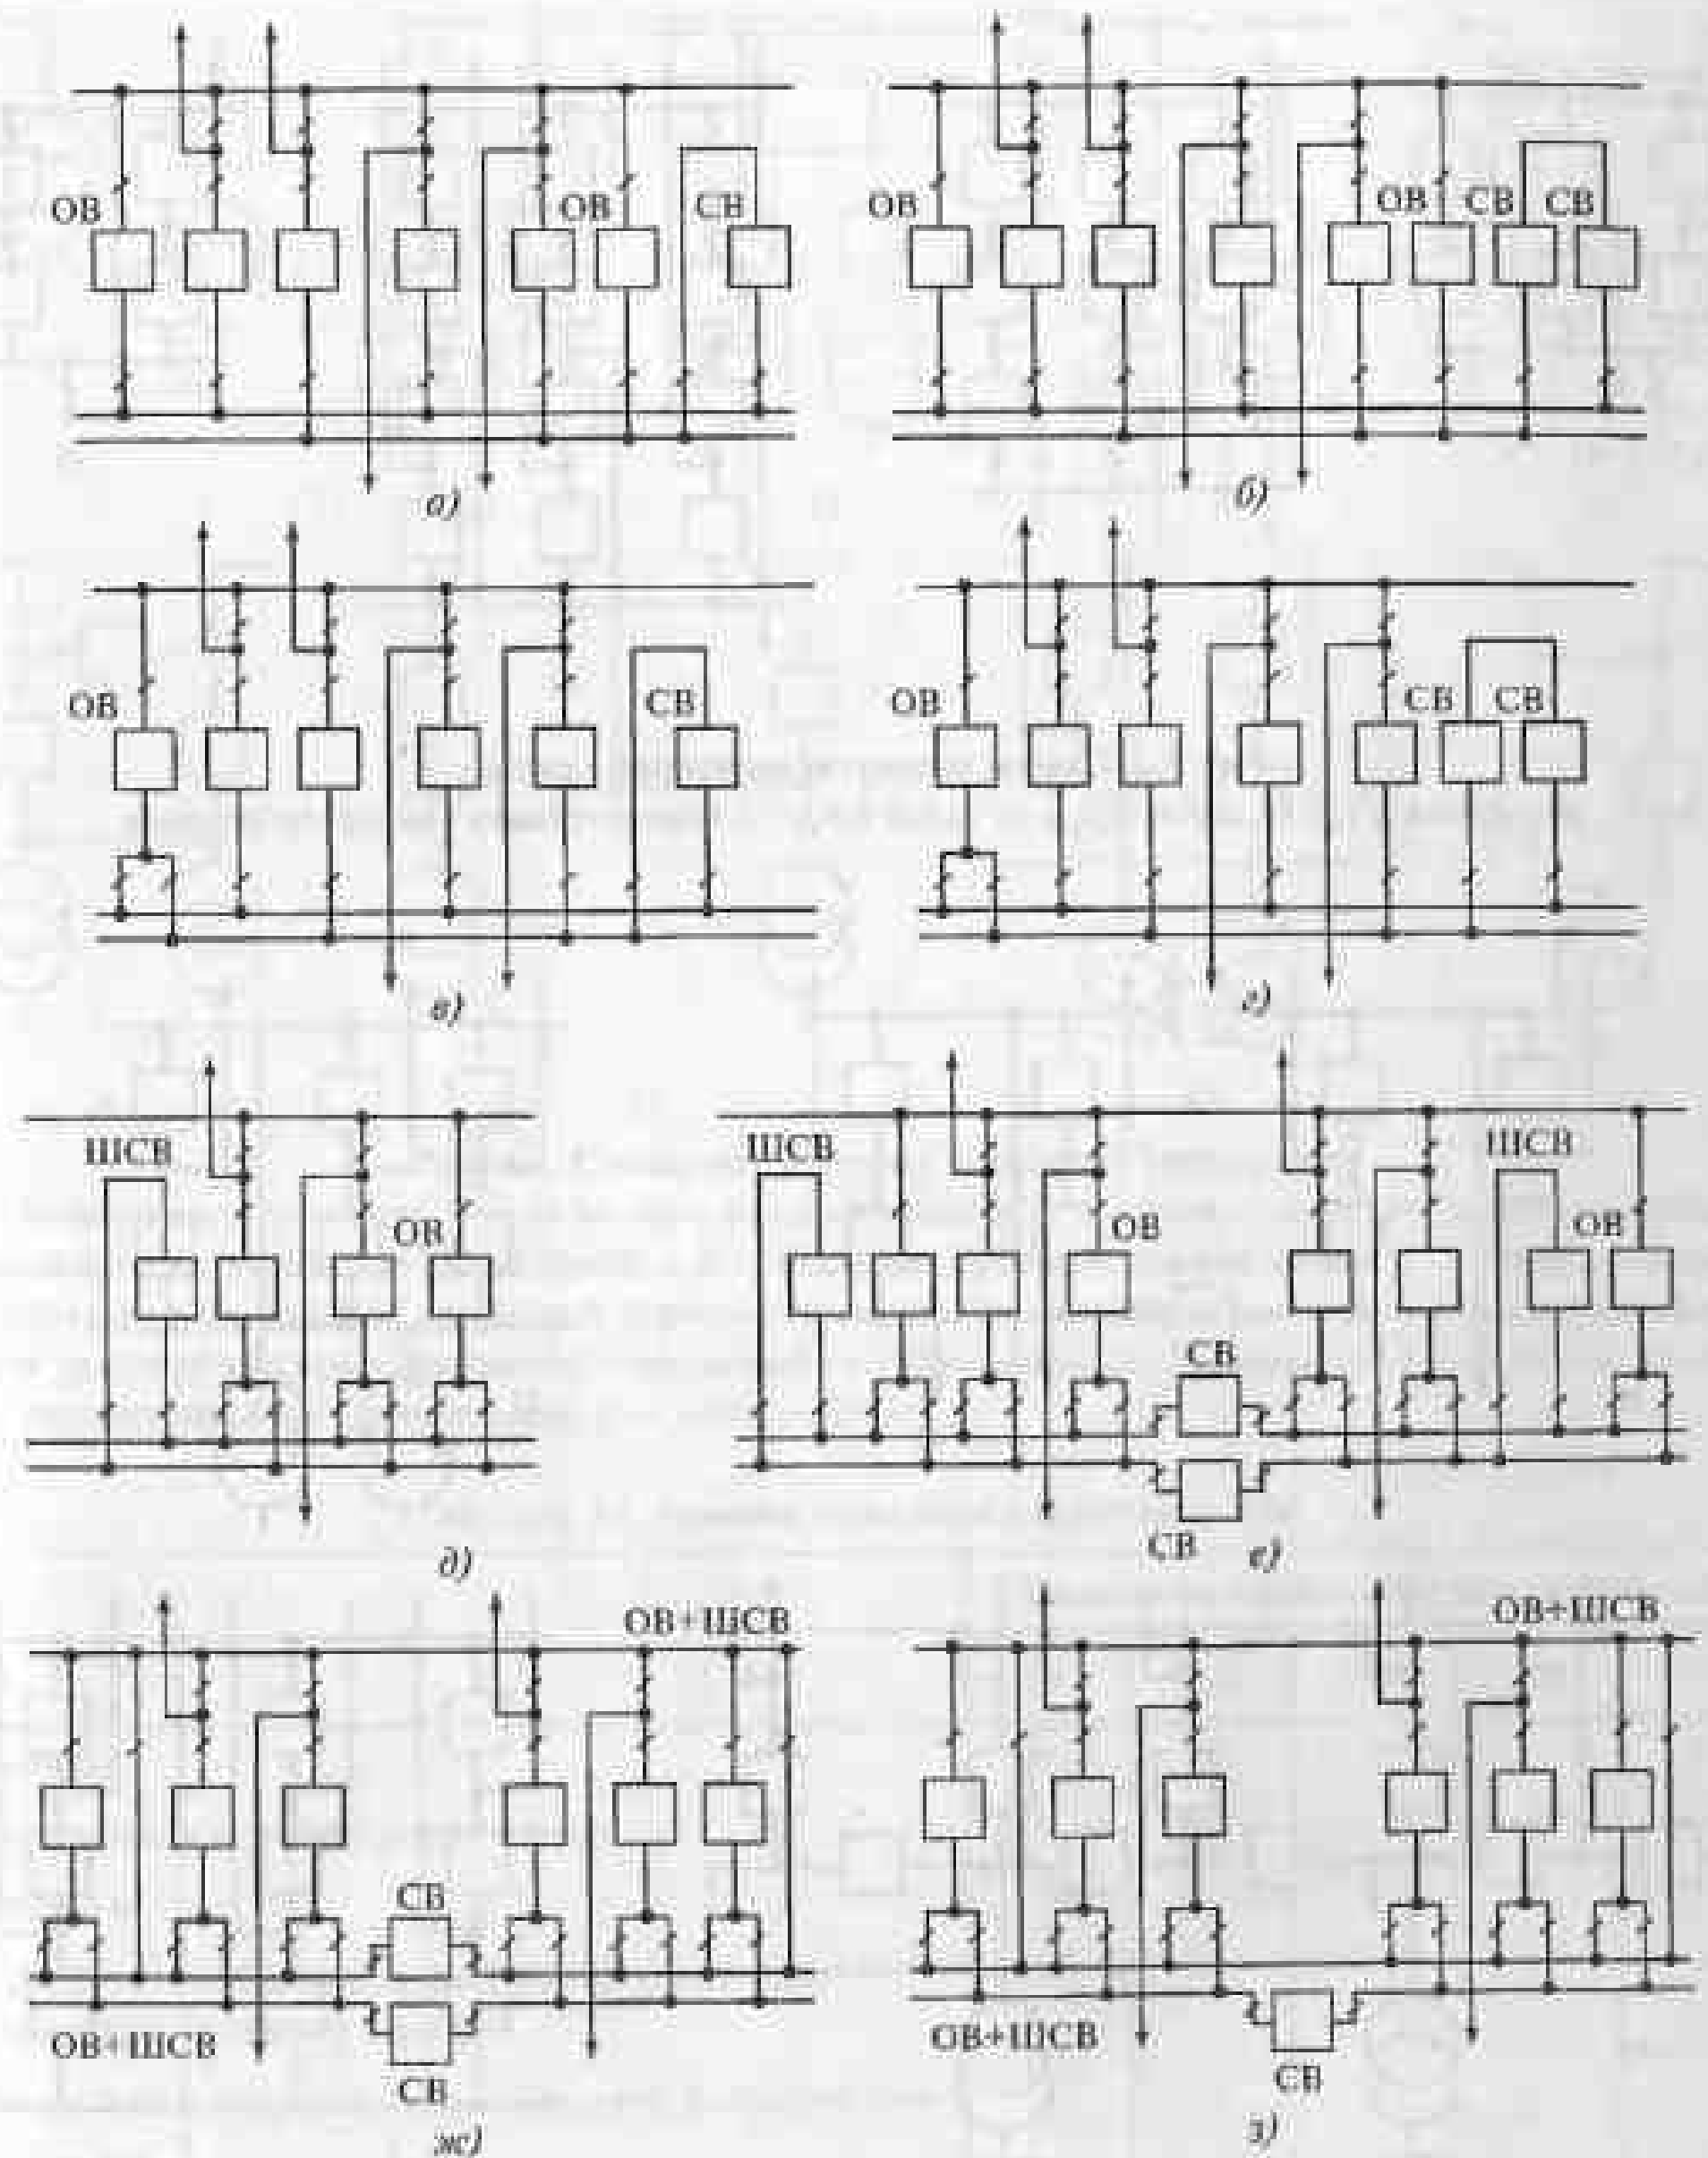 ОВ ОВ СВ
а)
ОВ ОВ СВ СВ
б)
ОВ СВ
в)
ОВ СВ СВ
г)
ШСВ
ОВ
д)
ШСВ ШСВ
ОВ ОВ
СВ
СВ
е)
ОВ+ШСВ
СВ
ОВ+ШСВ
СВ
ж)
ОВ+ШСВ
ОВ+ШСВ
СВ
з)